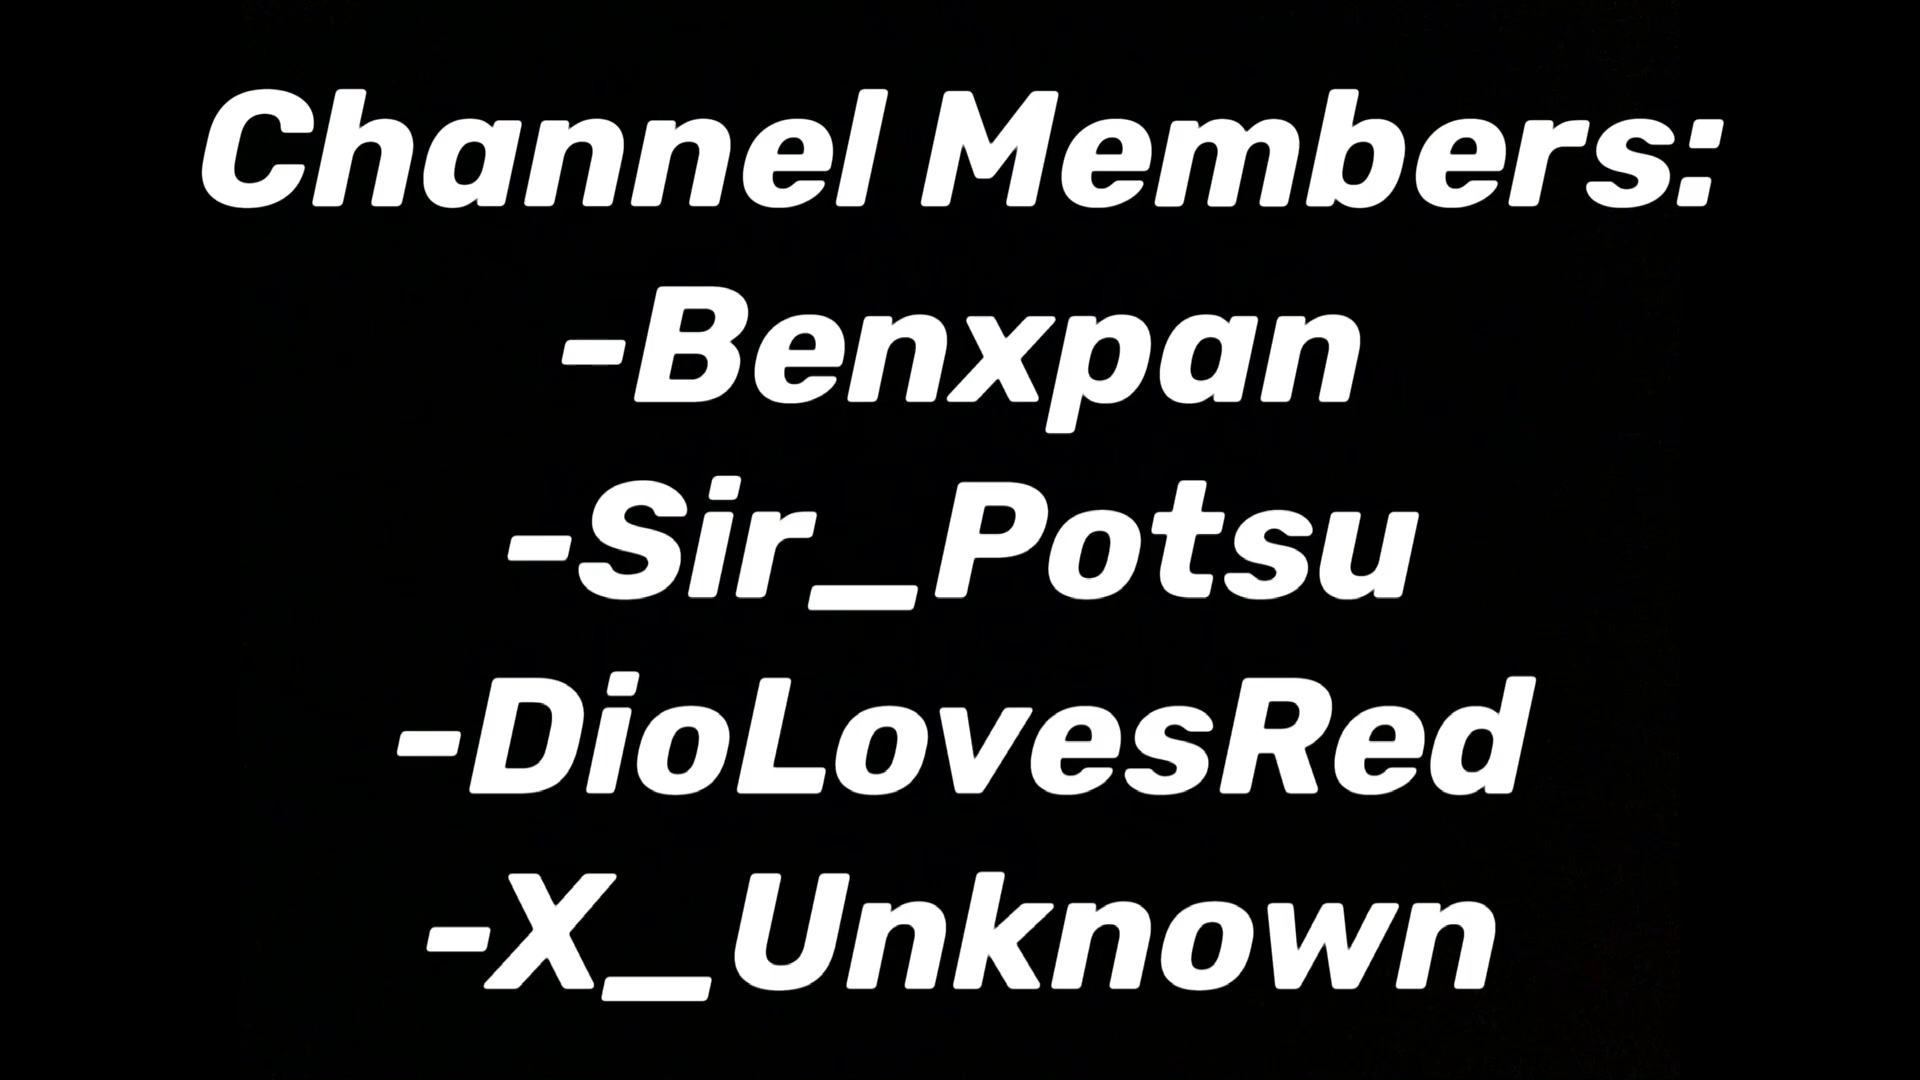 Channel Members:
-Benxpan
-Sir_Potsu
-DioLovesRed
-X_Unknown